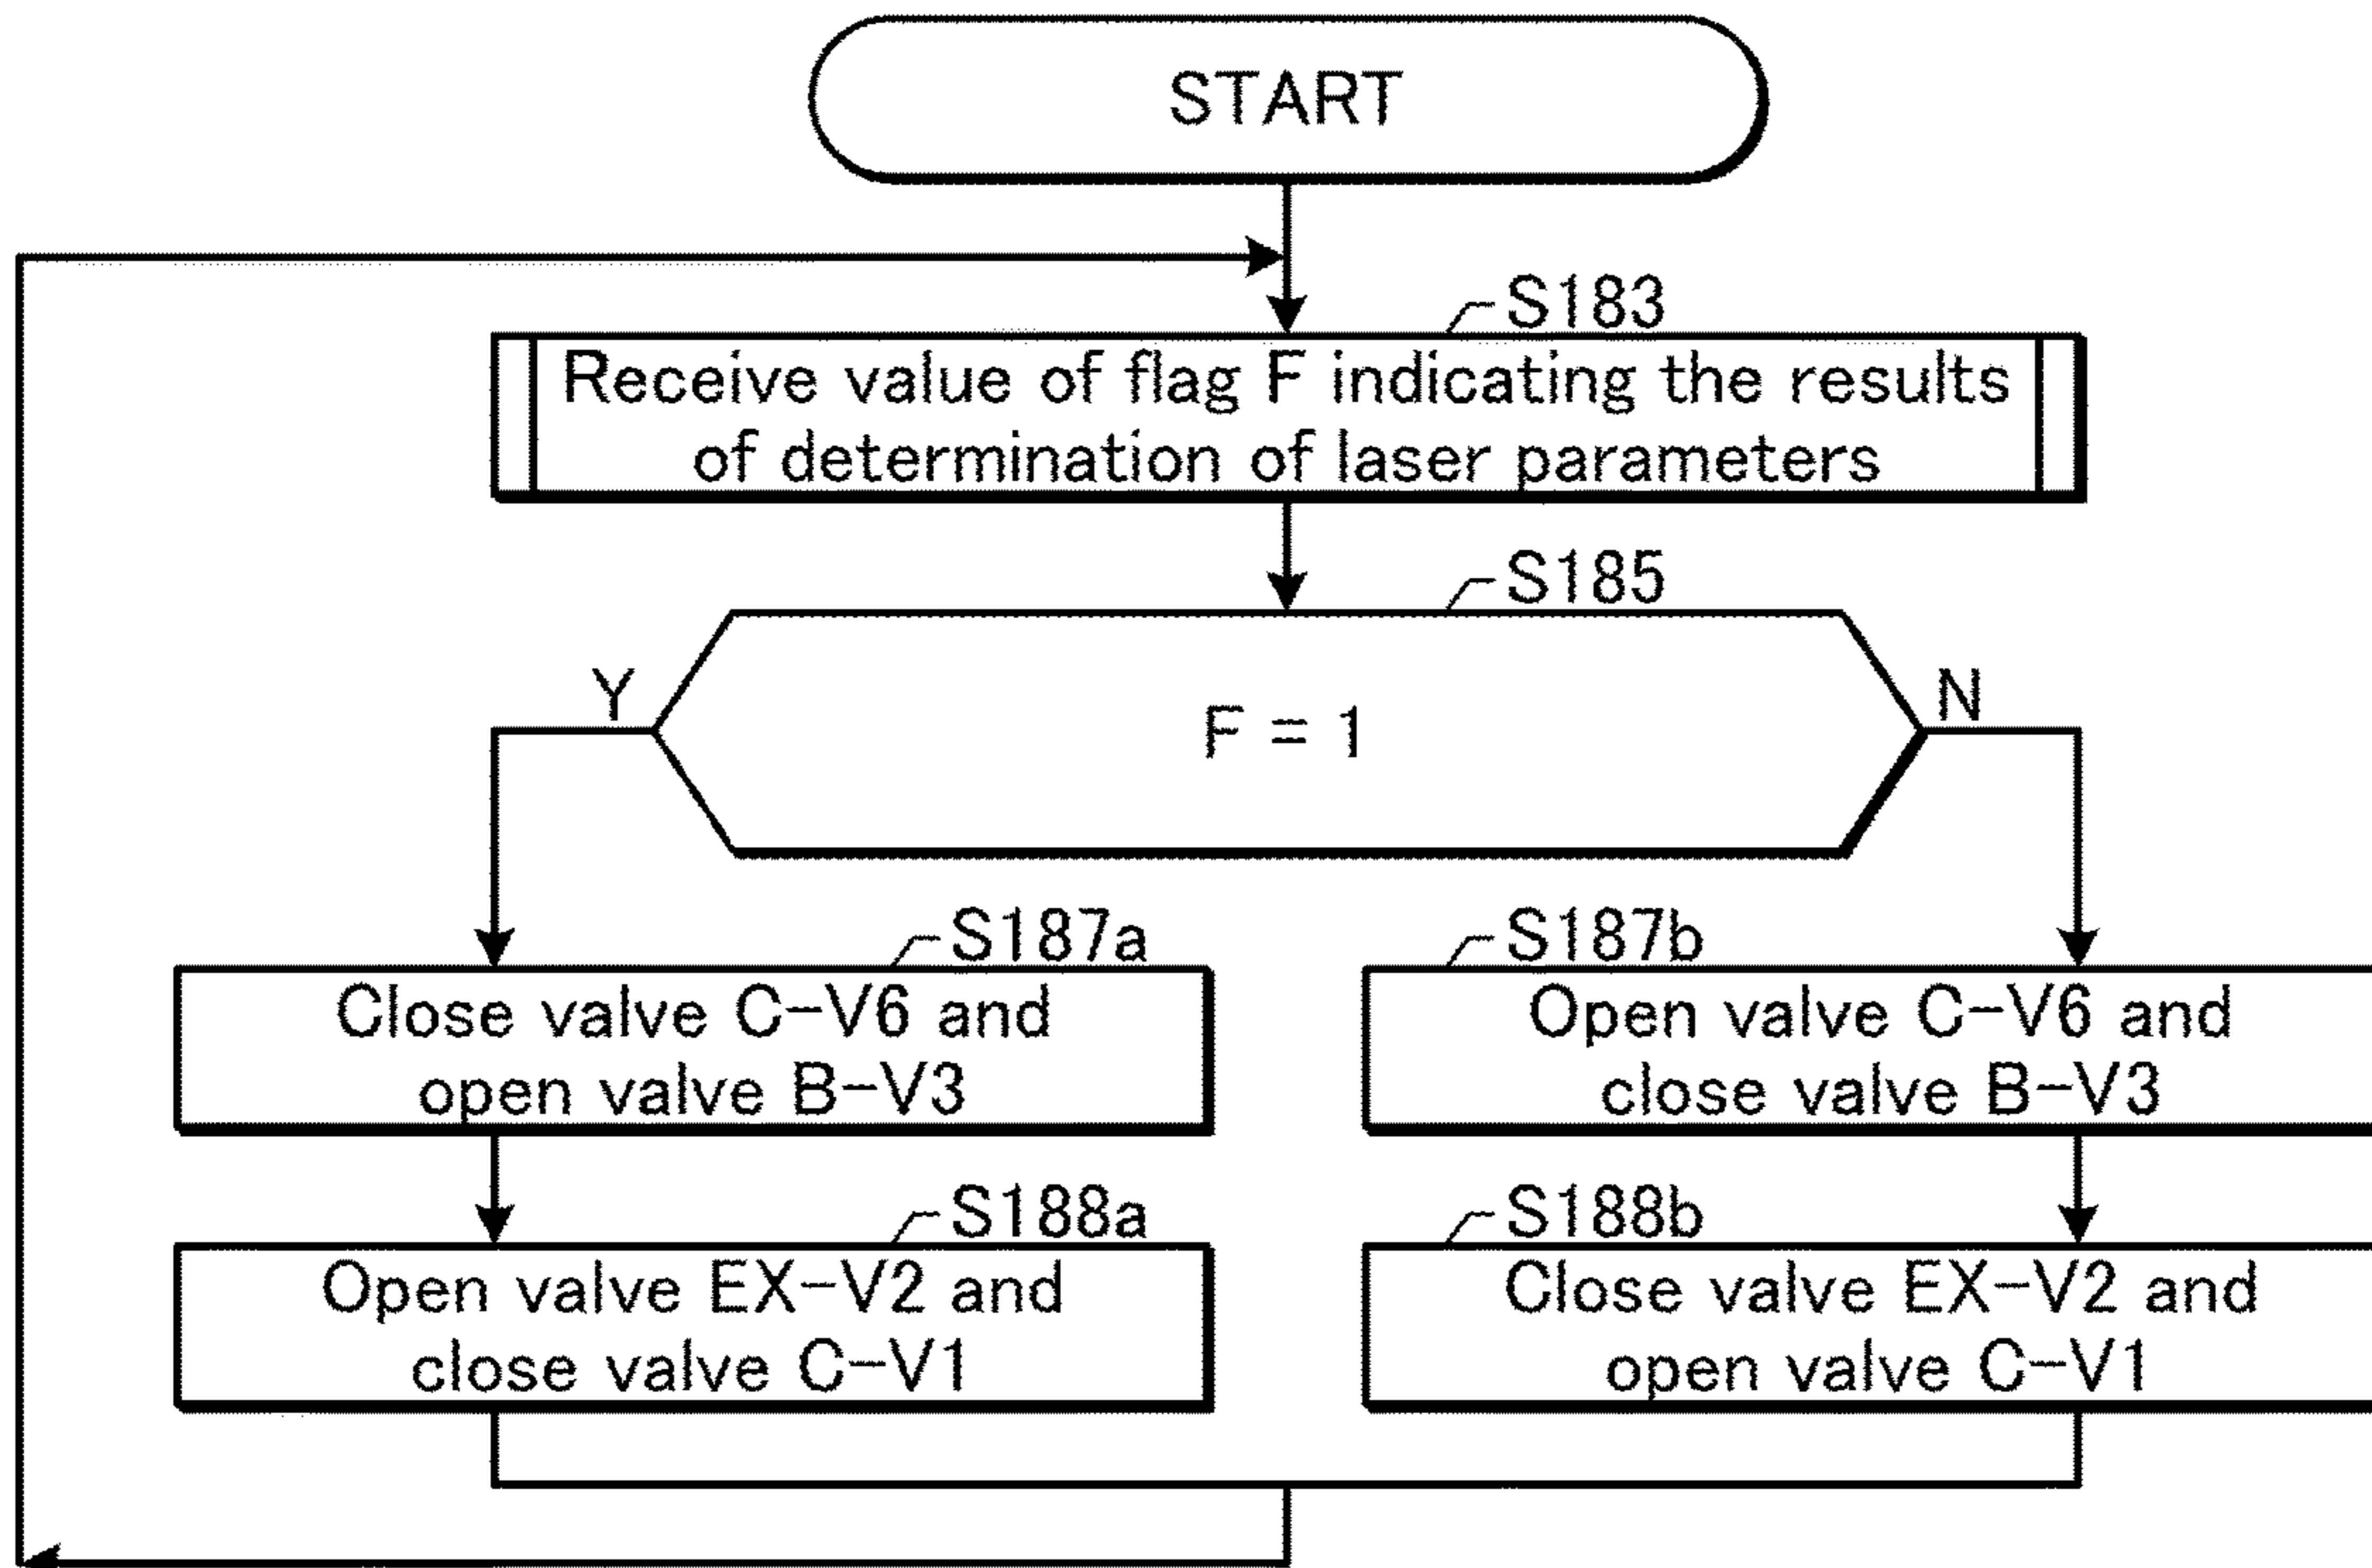 START
S183
Receive value of flag F indicating the results
of determination of laser parameters
S185
Y
F = 1
N
S187a
Close valve C-V6 and
open valve B-V3
S187b
Open valve C-V6 and
close valve B-V3
S188a
Open valve EX-V2 and
close valve C-V1
S188b
Close valve EX-V2 and
open valve C-V1